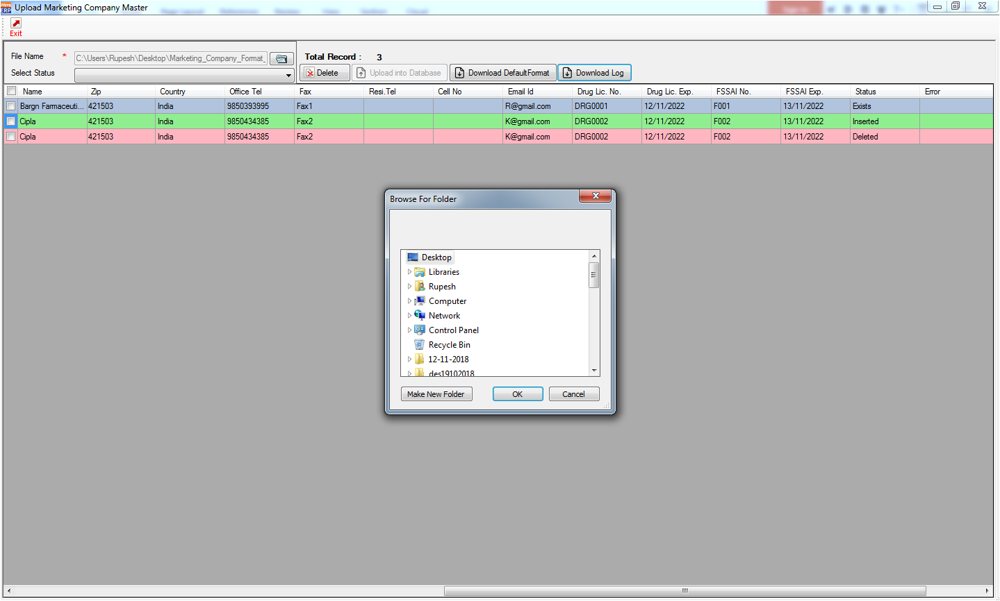 ERP Upload Marketing Company Master
Exit
File Name * C:\Users\Rupesh\Desktop\Marketing_Company_Format_
Select Status
Total Record : 3
Delete Upload into Database Download DefaultFormat Download Log
Name Zip Country Office Tel Fax Resi.Tel Cell No Email Id Drug Lic. No. Drug Lic. Exp. FSSAI No. FSSAI Exp. Status Error
Bargn Farmaceuti... 421503 India 9850393995 Fax1 R@gmail.com DRG0001 12/11/2022 F001 13/11/2022 Exists
Cipla 421503 India 9850434385 Fax2 K@gmail.com DRG0002 12/11/2022 F002 13/11/2022 Inserted
Cipla 421503 India 9850434385 Fax2 K@gmail.com DRG0002 12/11/2022 F002 13/11/2022 Deleted
Browse For Folder
Desktop
Libraries
Rupesh
Computer
Network
Control Panel
Recycle Bin
12-11-2018
des19102018
Make New Folder OK Cancel